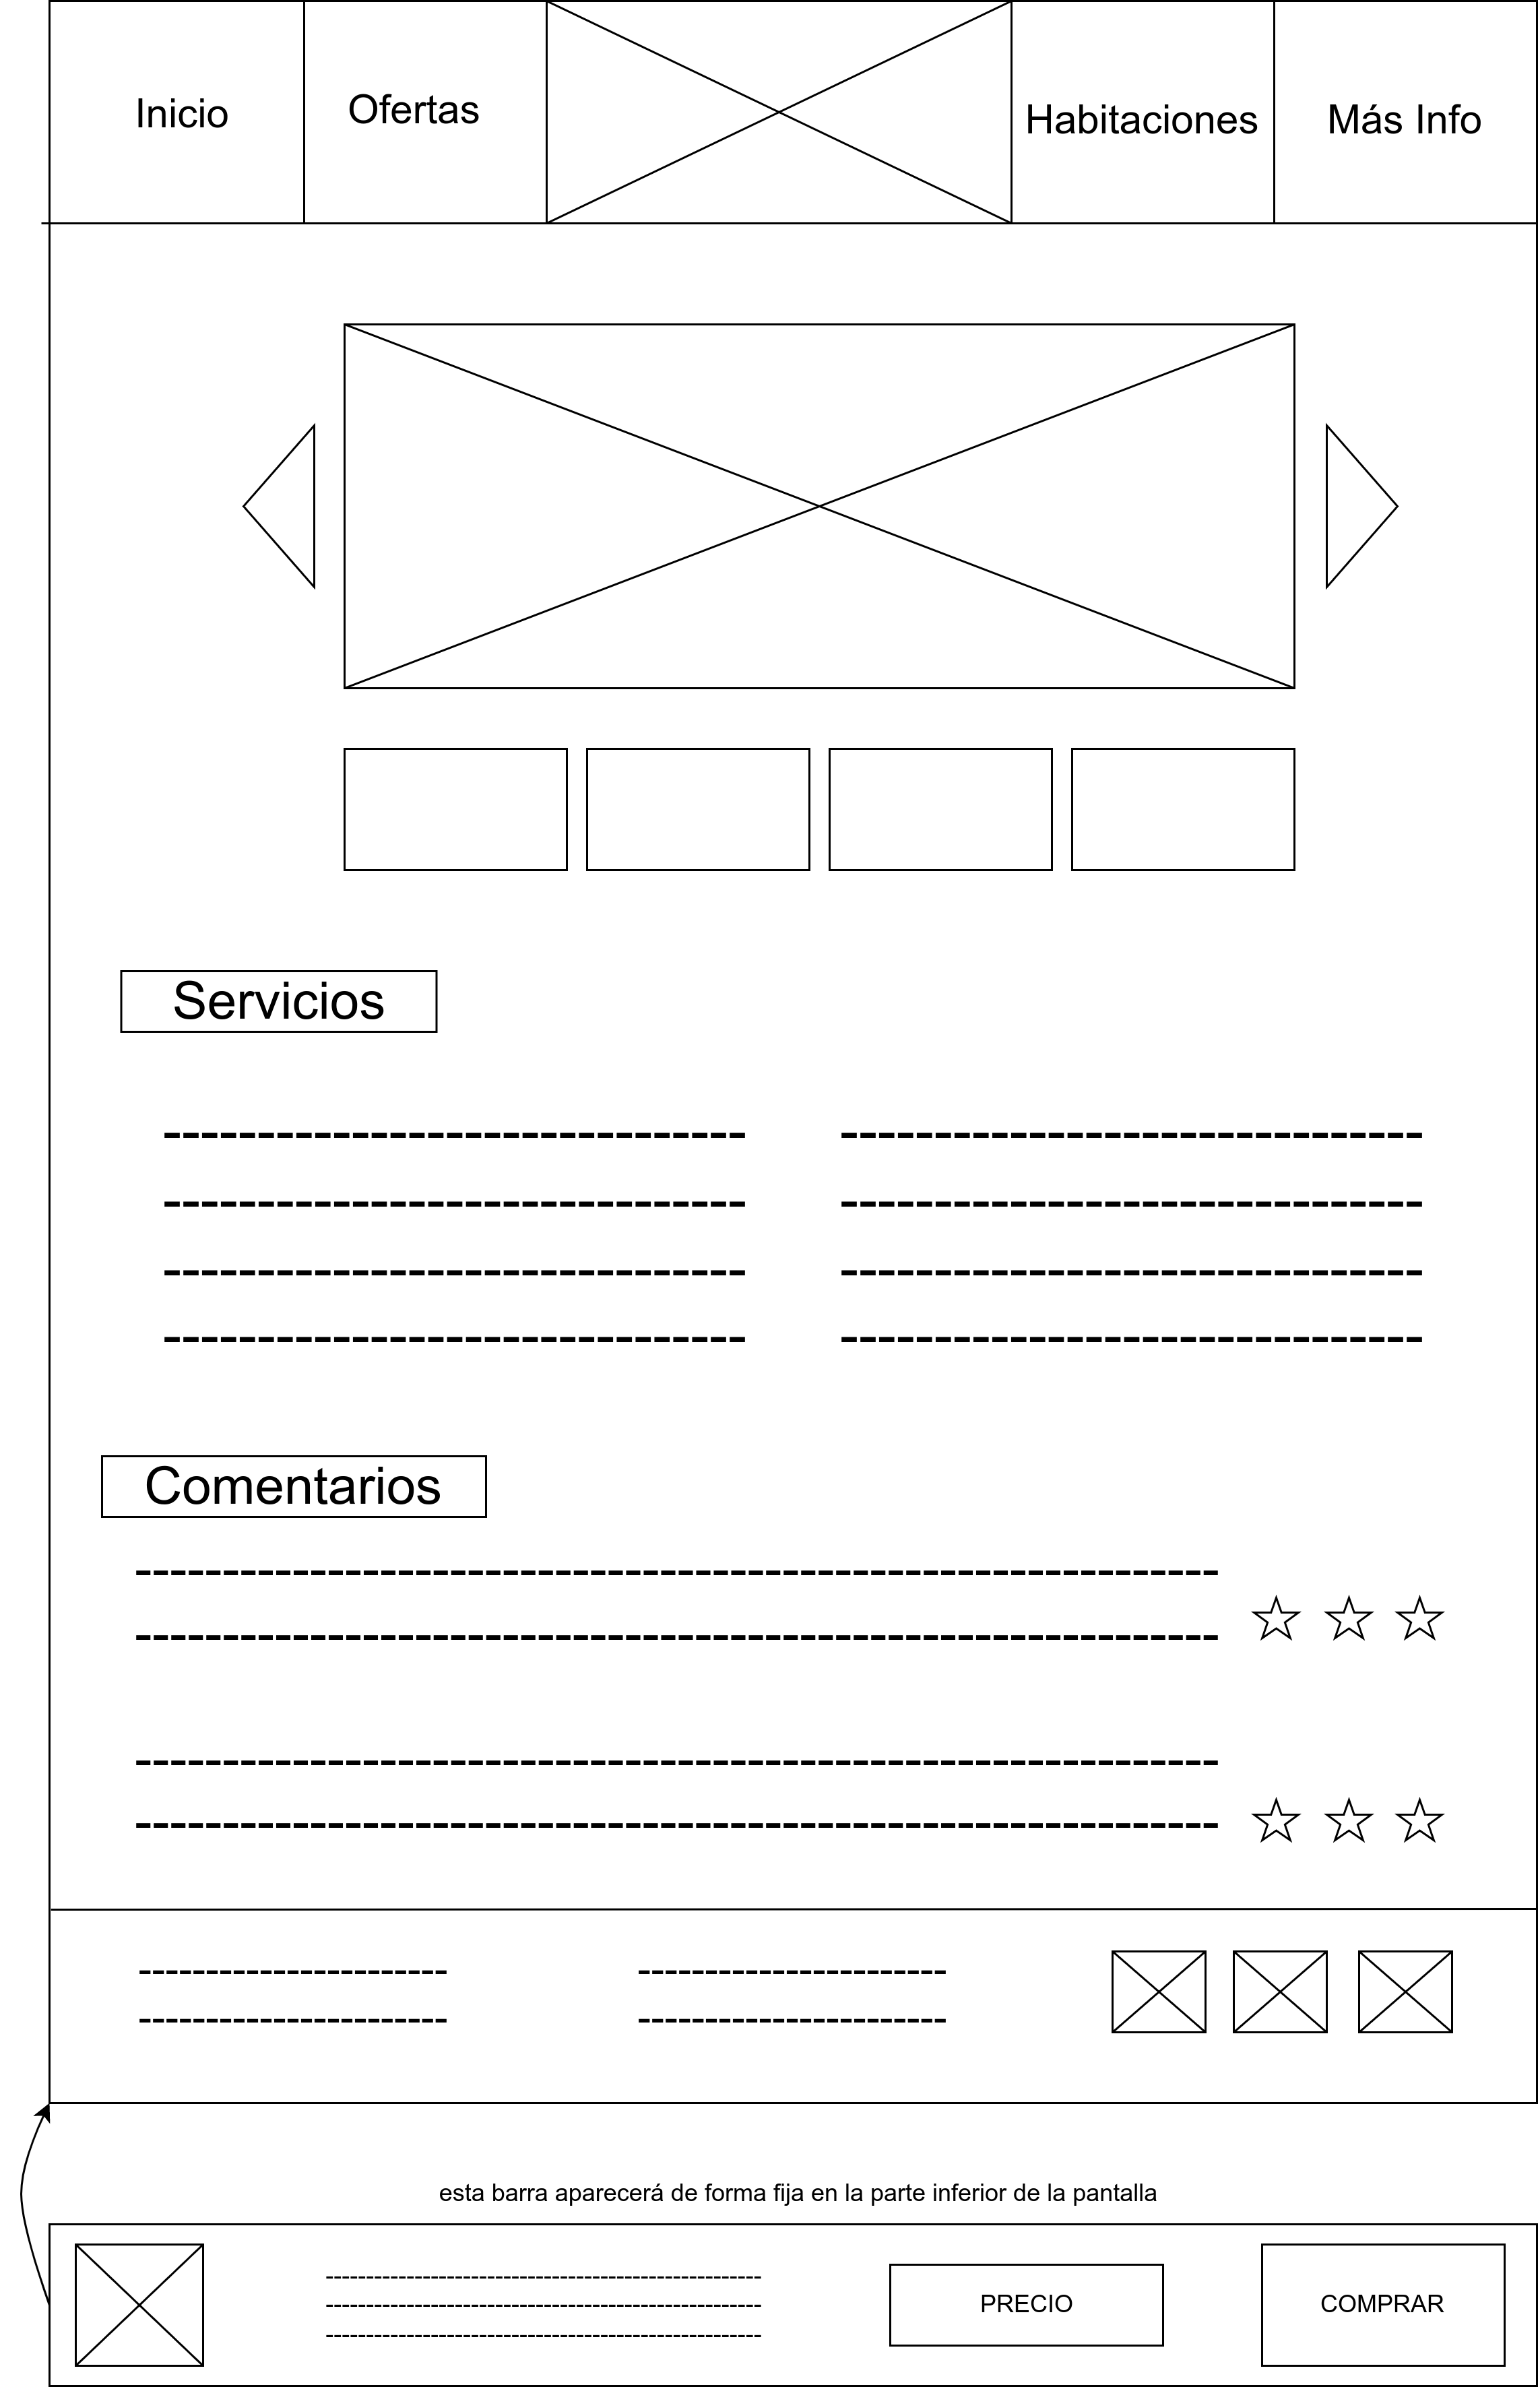 Inicio
Ofertas
Habitaciones
Más Info
Servicios
Comentarios
esta barra aparecerá de forma fija en la parte inferior de la pantalla
PRECIO
COMPRAR